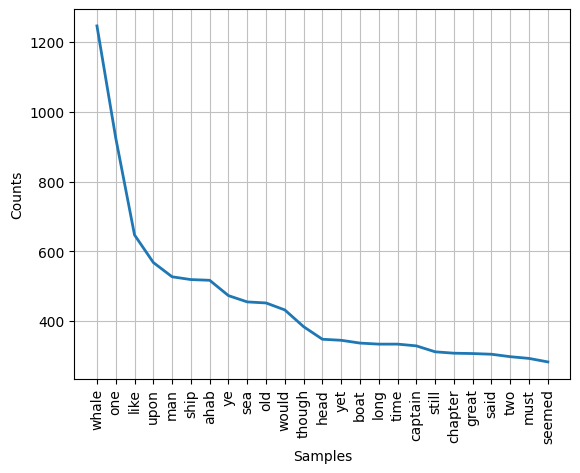 1200
1000
800
600
400
Counts
whale
one
like
upon
man
ship
ahab
ye
sea
old
would
though
head
yet
boat
long
time
captain
still
chapter
great
said
two
must
seemed
Samples